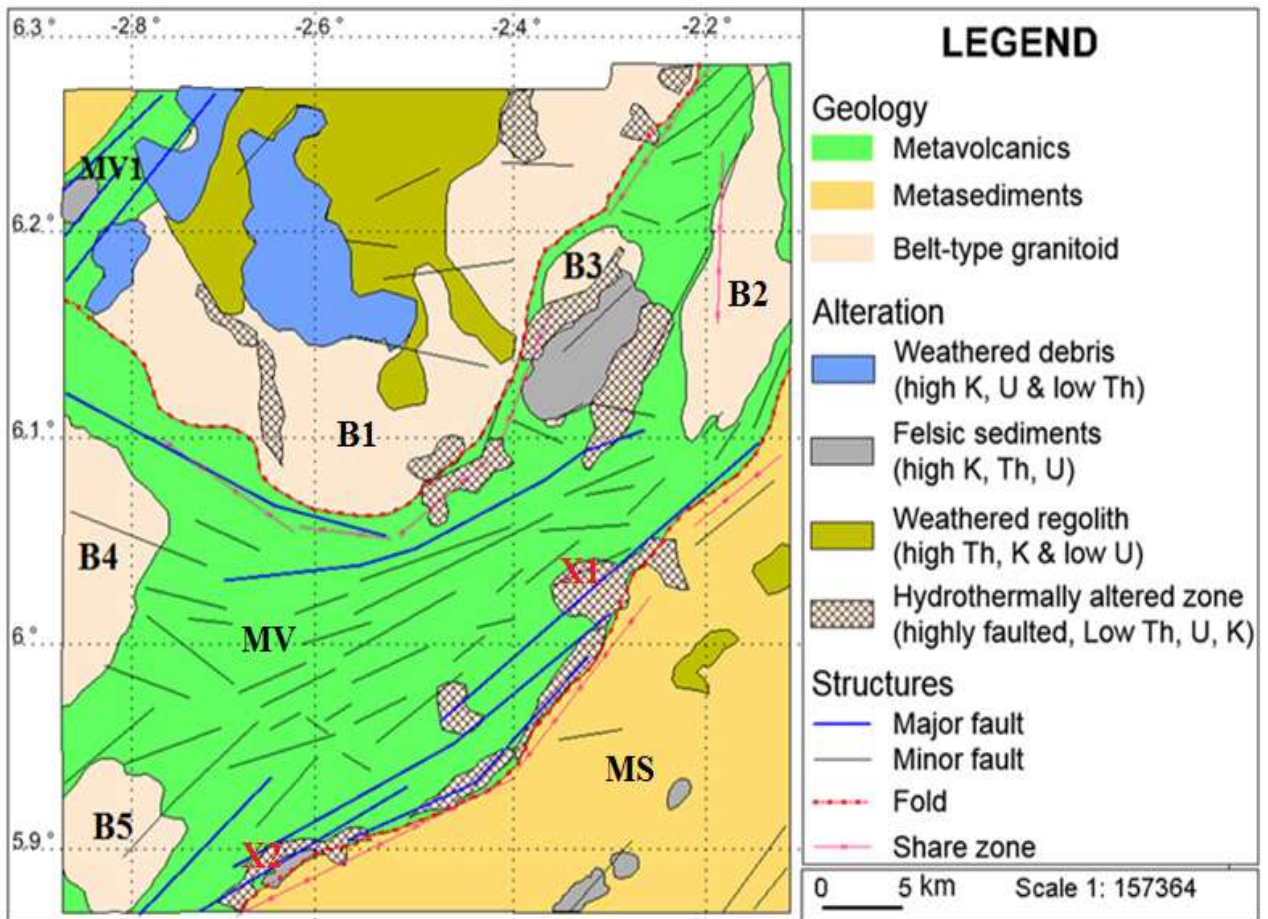 6.3 °
-2.8 °
-2.6 °
-2.4 °
-2.2 °
MV1
6.2 °
B3
B2
6.1 °
B1
B4
X1
6. °
MV
MS
B5
5.9 °
X2
LEGEND
Geology
Metavolcanics
Metasediments
Belt-type granitoid
Alteration
Weathered debris
(high K, U & low Th)
Felsic sediments
(high K, Th, U)
Weathered regolith
(high Th, K & low U)
Hydrothermally altered zone
(highly faulted, Low Th, U, K)
Structures
Major fault
Minor fault
Fold
Share zone
0 5 km Scale 1: 157364